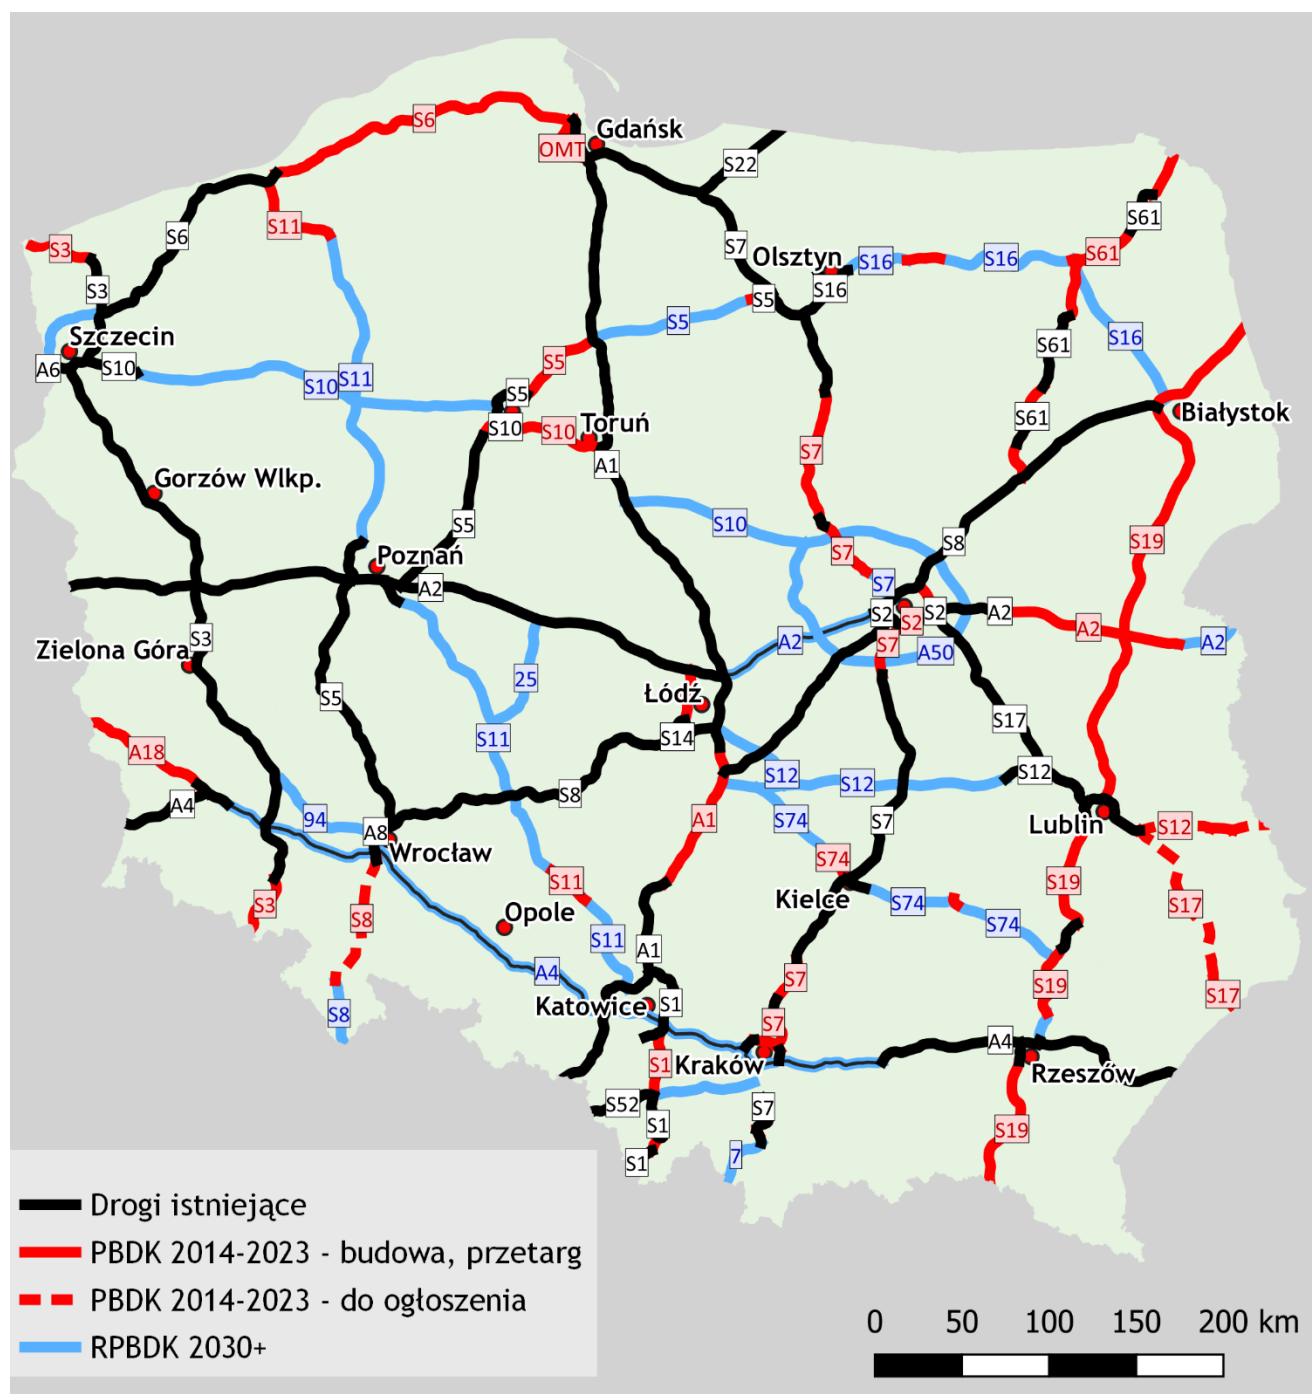 S6
OMT
Gdańsk
S22
S11
S6
S61
S3
S7
Olsztyn
S16
S16
S61
S3
S5
S16
S5
S16
Szczecin
S61
A6
S10
S5
S10
S11
S5
S61
Białystok
S10
S10
Toruń
S7
A1
Gorzów Wlkp.
S5
S10
S8
S19
S7
Poznań
A2
S7
S2
S2
A2
S2
A2
A2
S3
A2
S7
A50
Zielona Góra
25
Łódź
S5
S17
S11
S14
A18
S12
S12
S12
A4
S8
94
A8
S74
A1
S7
Lublin
S12
Wrocław
S74
S11
Kielce
S19
S3
S8
Opole
S74
S17
S74
S11
A1
A4
S7
S19
S17
Katowice
S1
S8
S7
A4
S1
Kraków
Rzeszów
S52
S7
S1
S19
S1
7
Drogi istniejące
PBDK 2014-2023 - budowa, przetarg
PBDK 2014-2023 - do ogłoszenia
RPBDK 2030+
0 50 100 150 200 km